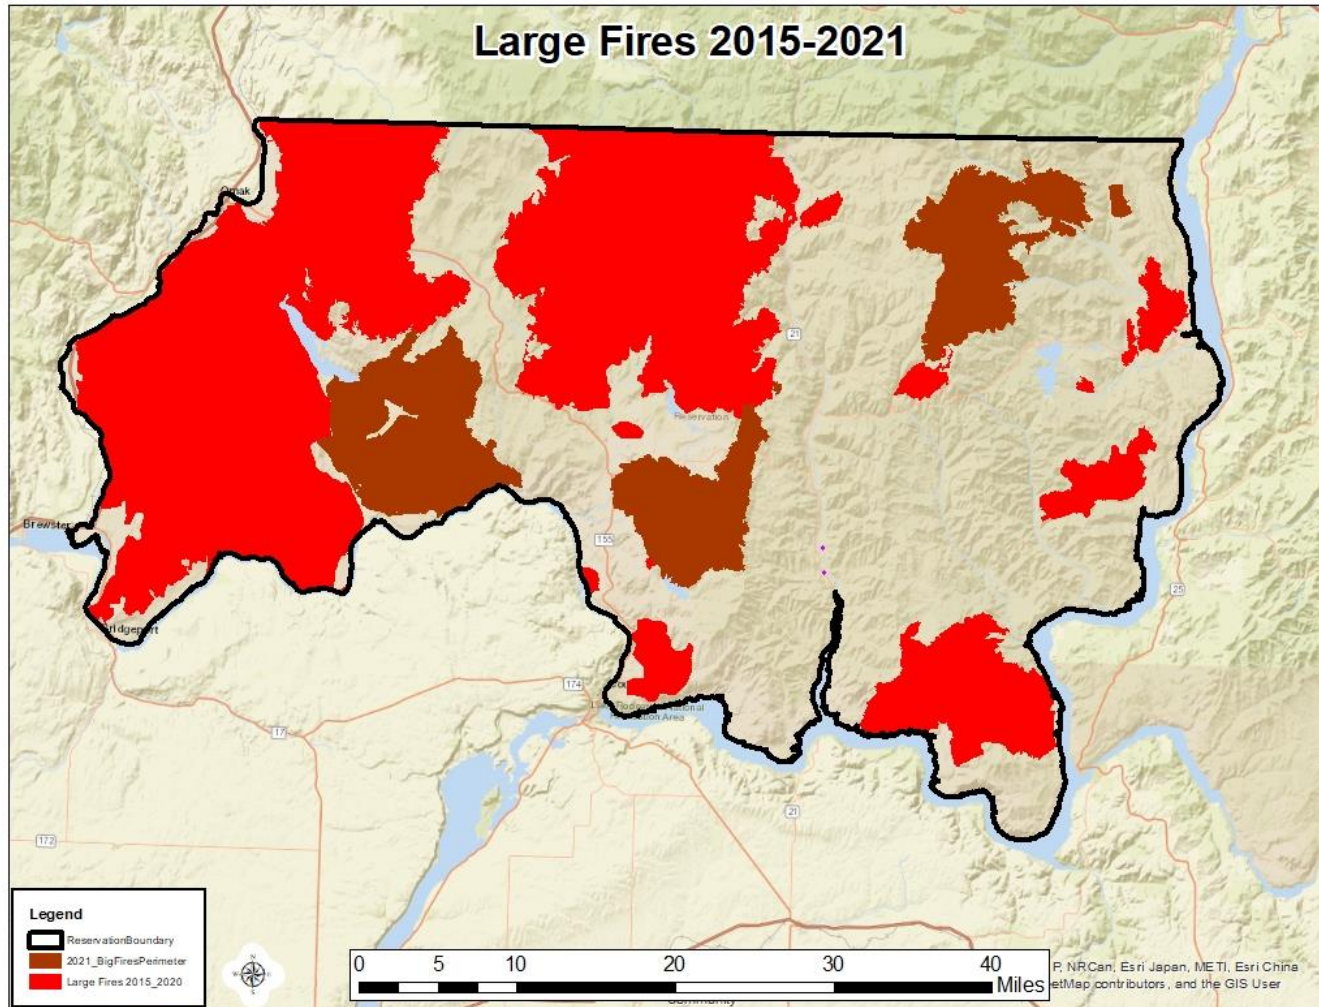 Large Fires 2015-2021
Omak
21
Reservation
Brewster
155
25
174
National
17
21
172
Legend
ReservationBoundary
2021_BigFiresPerimeter
Large Fires 2015_2020
N
W
E
S
0 5 10 20 30 40
Miles
P, NRCan, Esri Japan, METI, Esri China
etMap contributors, and the GIS User
Community